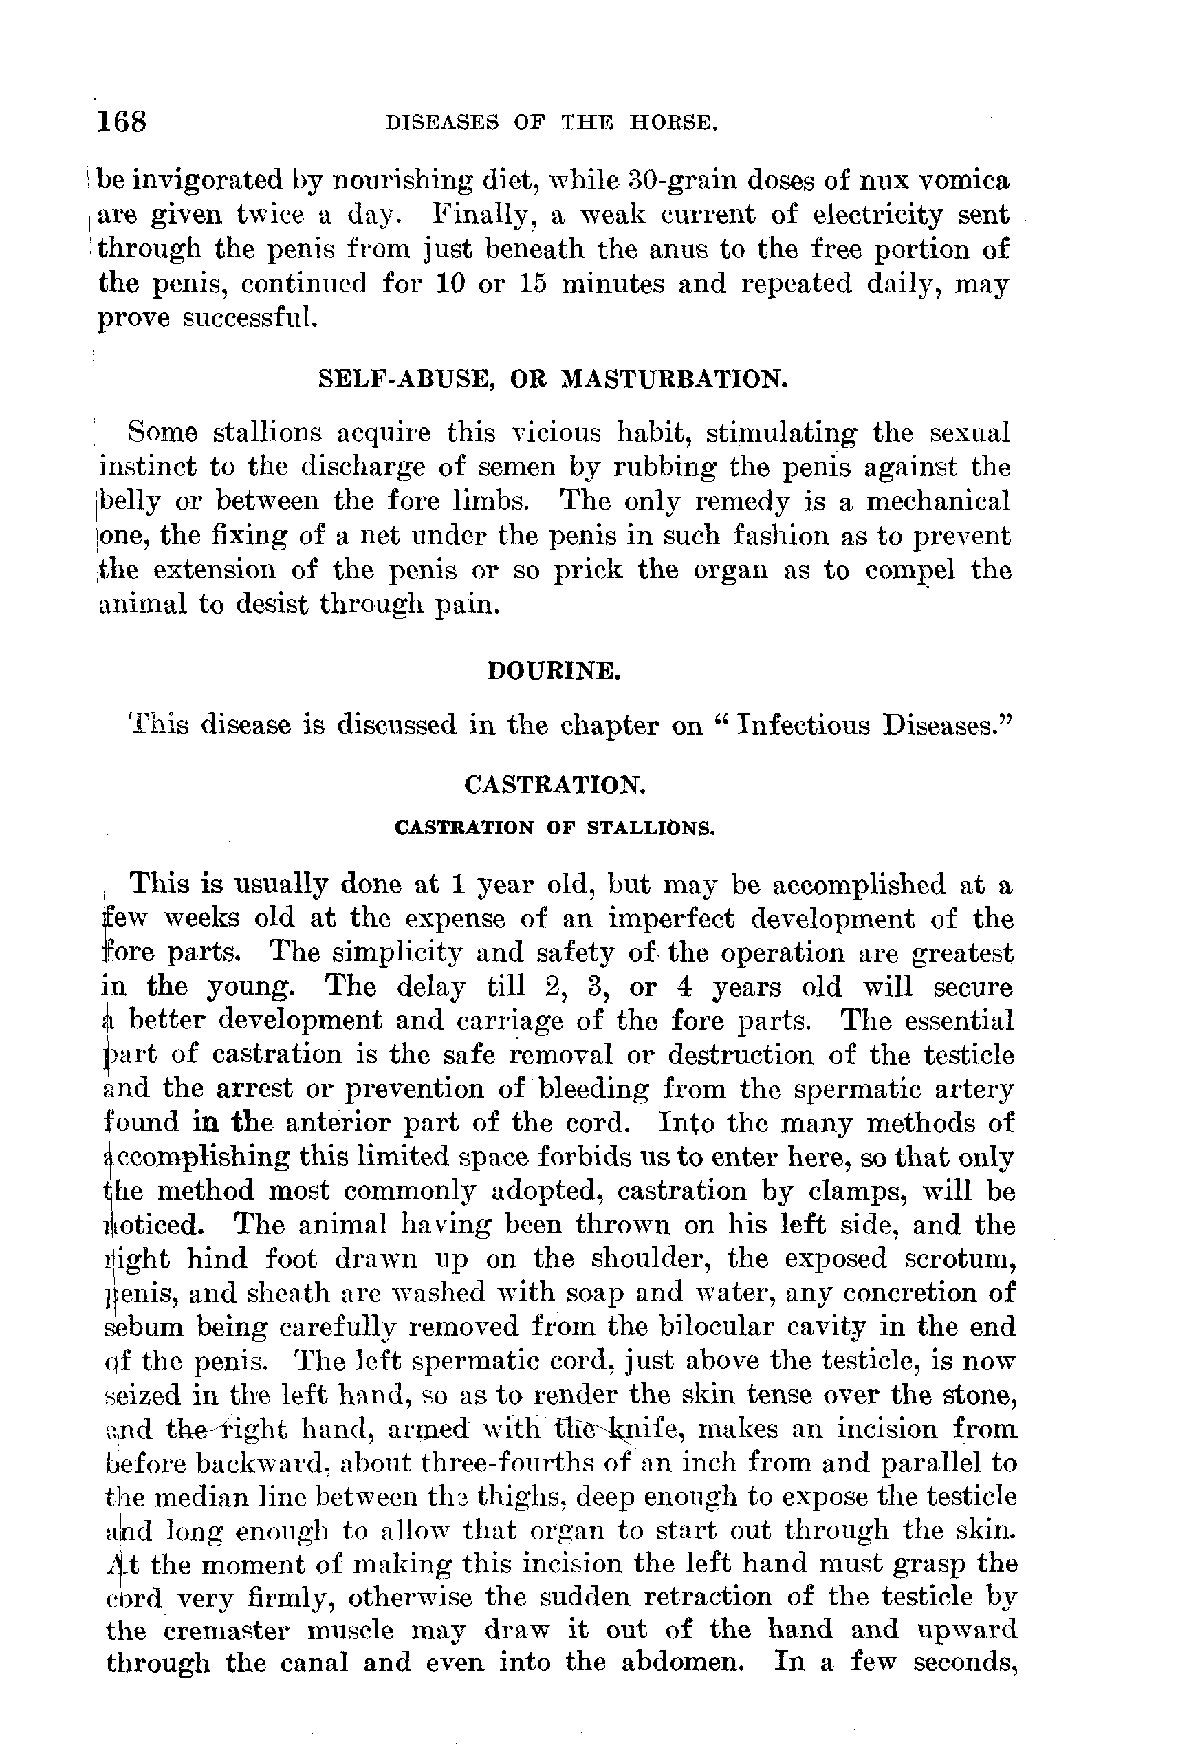 168 DISEASES OF THE HORSE.
be invigorated by nourishing diet, while 30-grain doses of nux vomica
are given twice a day. Finally, a weak current of electricity sent
through the penis from just beneath the anus to the free portion of
the penis, continued for 10 or 15 minutes and repeated daily, may
prove successful.
SELF-ABUSE, OR MASTURBATION.
Some stallions acquire this vicious habit, stimulating the sexual
instinct to the discharge of semen by rubbing the penis against the
belly or between the fore limbs. The only remedy is a mechanical
one, the fixing of a net under the penis in such fashion as to prevent
the extension of the penis or so prick the organ as to compel the
animal to desist through pain.
DOURINE.
This disease is discussed in the chapter on “ Infectious Diseases.”
CASTRATION.
CASTRATION OF STALLIONS.
This is usually done at 1 year old, but may be accomplished at a
few weeks old at the expense of an imperfect development of the
fore parts. The simplicity and safety of the operation are greatest
in the young. The delay till 2, 3, or 4 years old will secure
a better development and carriage of the fore parts. The essential
part of castration is the safe removal or destruction of the testicle
and the arrest or prevention of bleeding from the spermatic artery
found in the anterior part of the cord. Into the many methods of
accomplishing this limited space forbids us to enter here, so that only
the method most commonly adopted, castration by clamps, will be
noticed. The animal having been thrown on his left side, and the
right hind foot drawn up on the shoulder, the exposed scrotum,
penis, and sheath are washed with soap and water, any concretion of
sebum being carefully removed from the bilocular cavity in the end
of the penis. The left spermatic cord, just above the testicle, is now
seized in the left hand, so as to render the skin tense over the stone,
and the right hand, armed with the knife, makes an incision from
before backward, about three-fourths of an inch from and parallel to
the median line between the thighs, deep enough to expose the testicle
and long enough to allow that organ to start out through the skin.
At the moment of making this incision the left hand must grasp the
cord very firmly, otherwise the sudden retraction of the testicle by
the cremaster muscle may draw it out of the hand and upward
through the canal and even into the abdomen. In a few seconds,